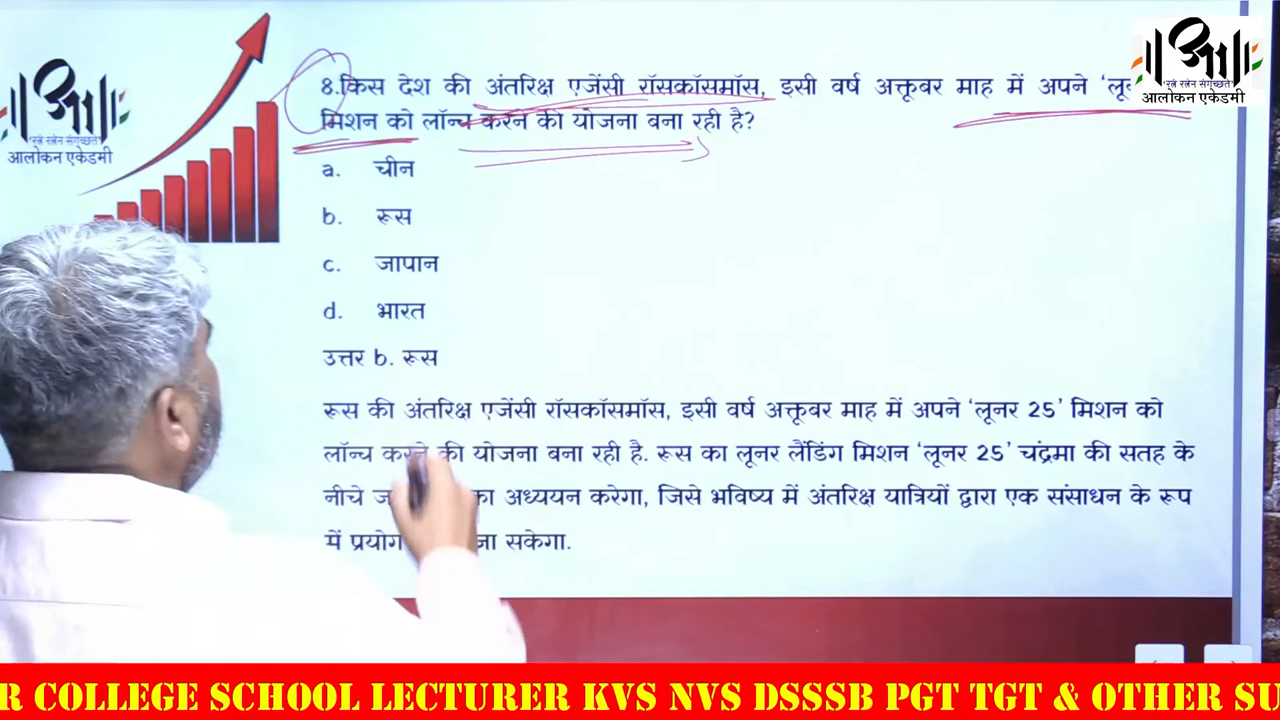 8.किस देश की अंतरिक्ष एजेंसी रॉसकॉसमॉस, इसी वर्ष अक्तूबर माह में अपने
मिशन को लॉन्च करने की योजना बना रही है?
a. चीन
b. रूस
c. जापान
d. भारत
उत्तर b. रूस
रूस की अंतरिक्ष एजेंसी रॉसकॉसमॉस, इसी वर्ष अक्तूबर माह में अपने 'लूनर 25' मिशन को
लॉन्च करने की योजना बना रही है. रूस का लूनर लैंडिंग मिशन 'लूनर 25' चंद्रमा की सतह के
नीचे का अध्ययन करेगा, जिसे भविष्य में अंतरिक्ष यात्रियों द्वारा एक संसाधन के रूप
में प्रयोग जा सकेगा.
आलोकन एकेडमी
आलोकन एकेडमी
R COLLEGE SCHOOL LECTURER KVS NVS DSSSB PGT TGT & OTHER SU